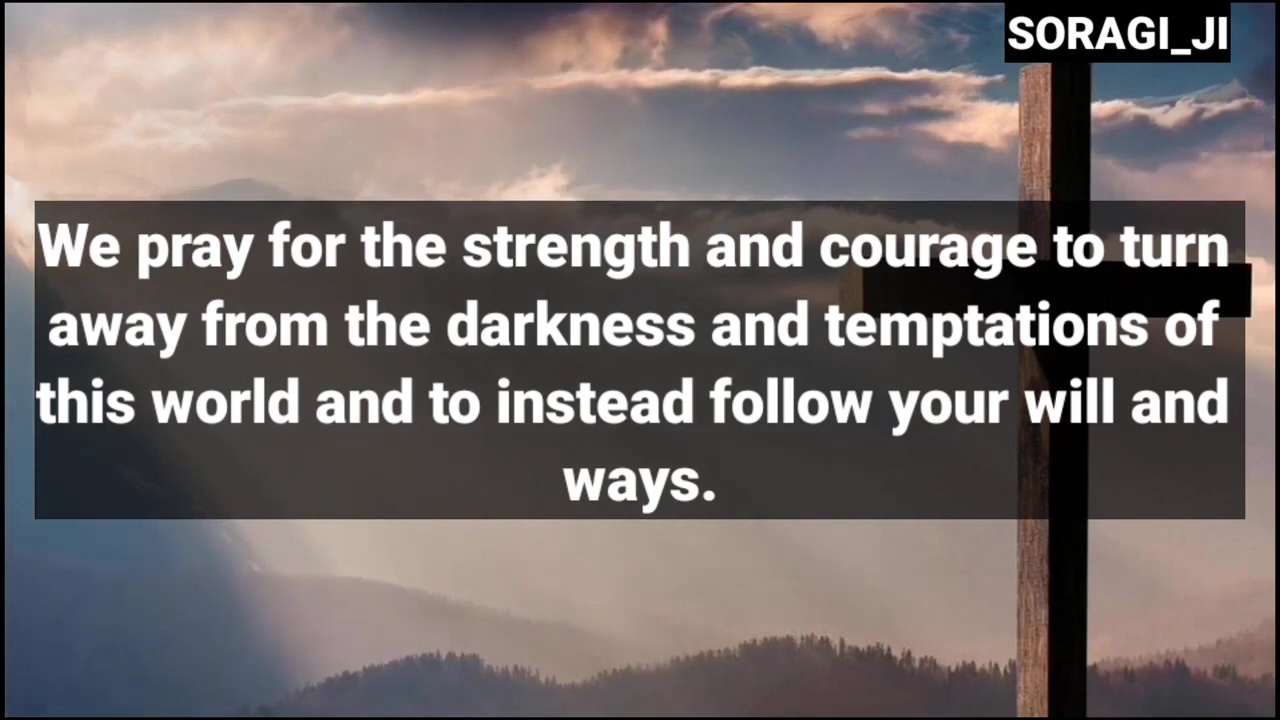 SORAGI_JI
We pray for the strength and courage to turn
away from the darkness and temptations of
this world and to instead follow your will and
ways.